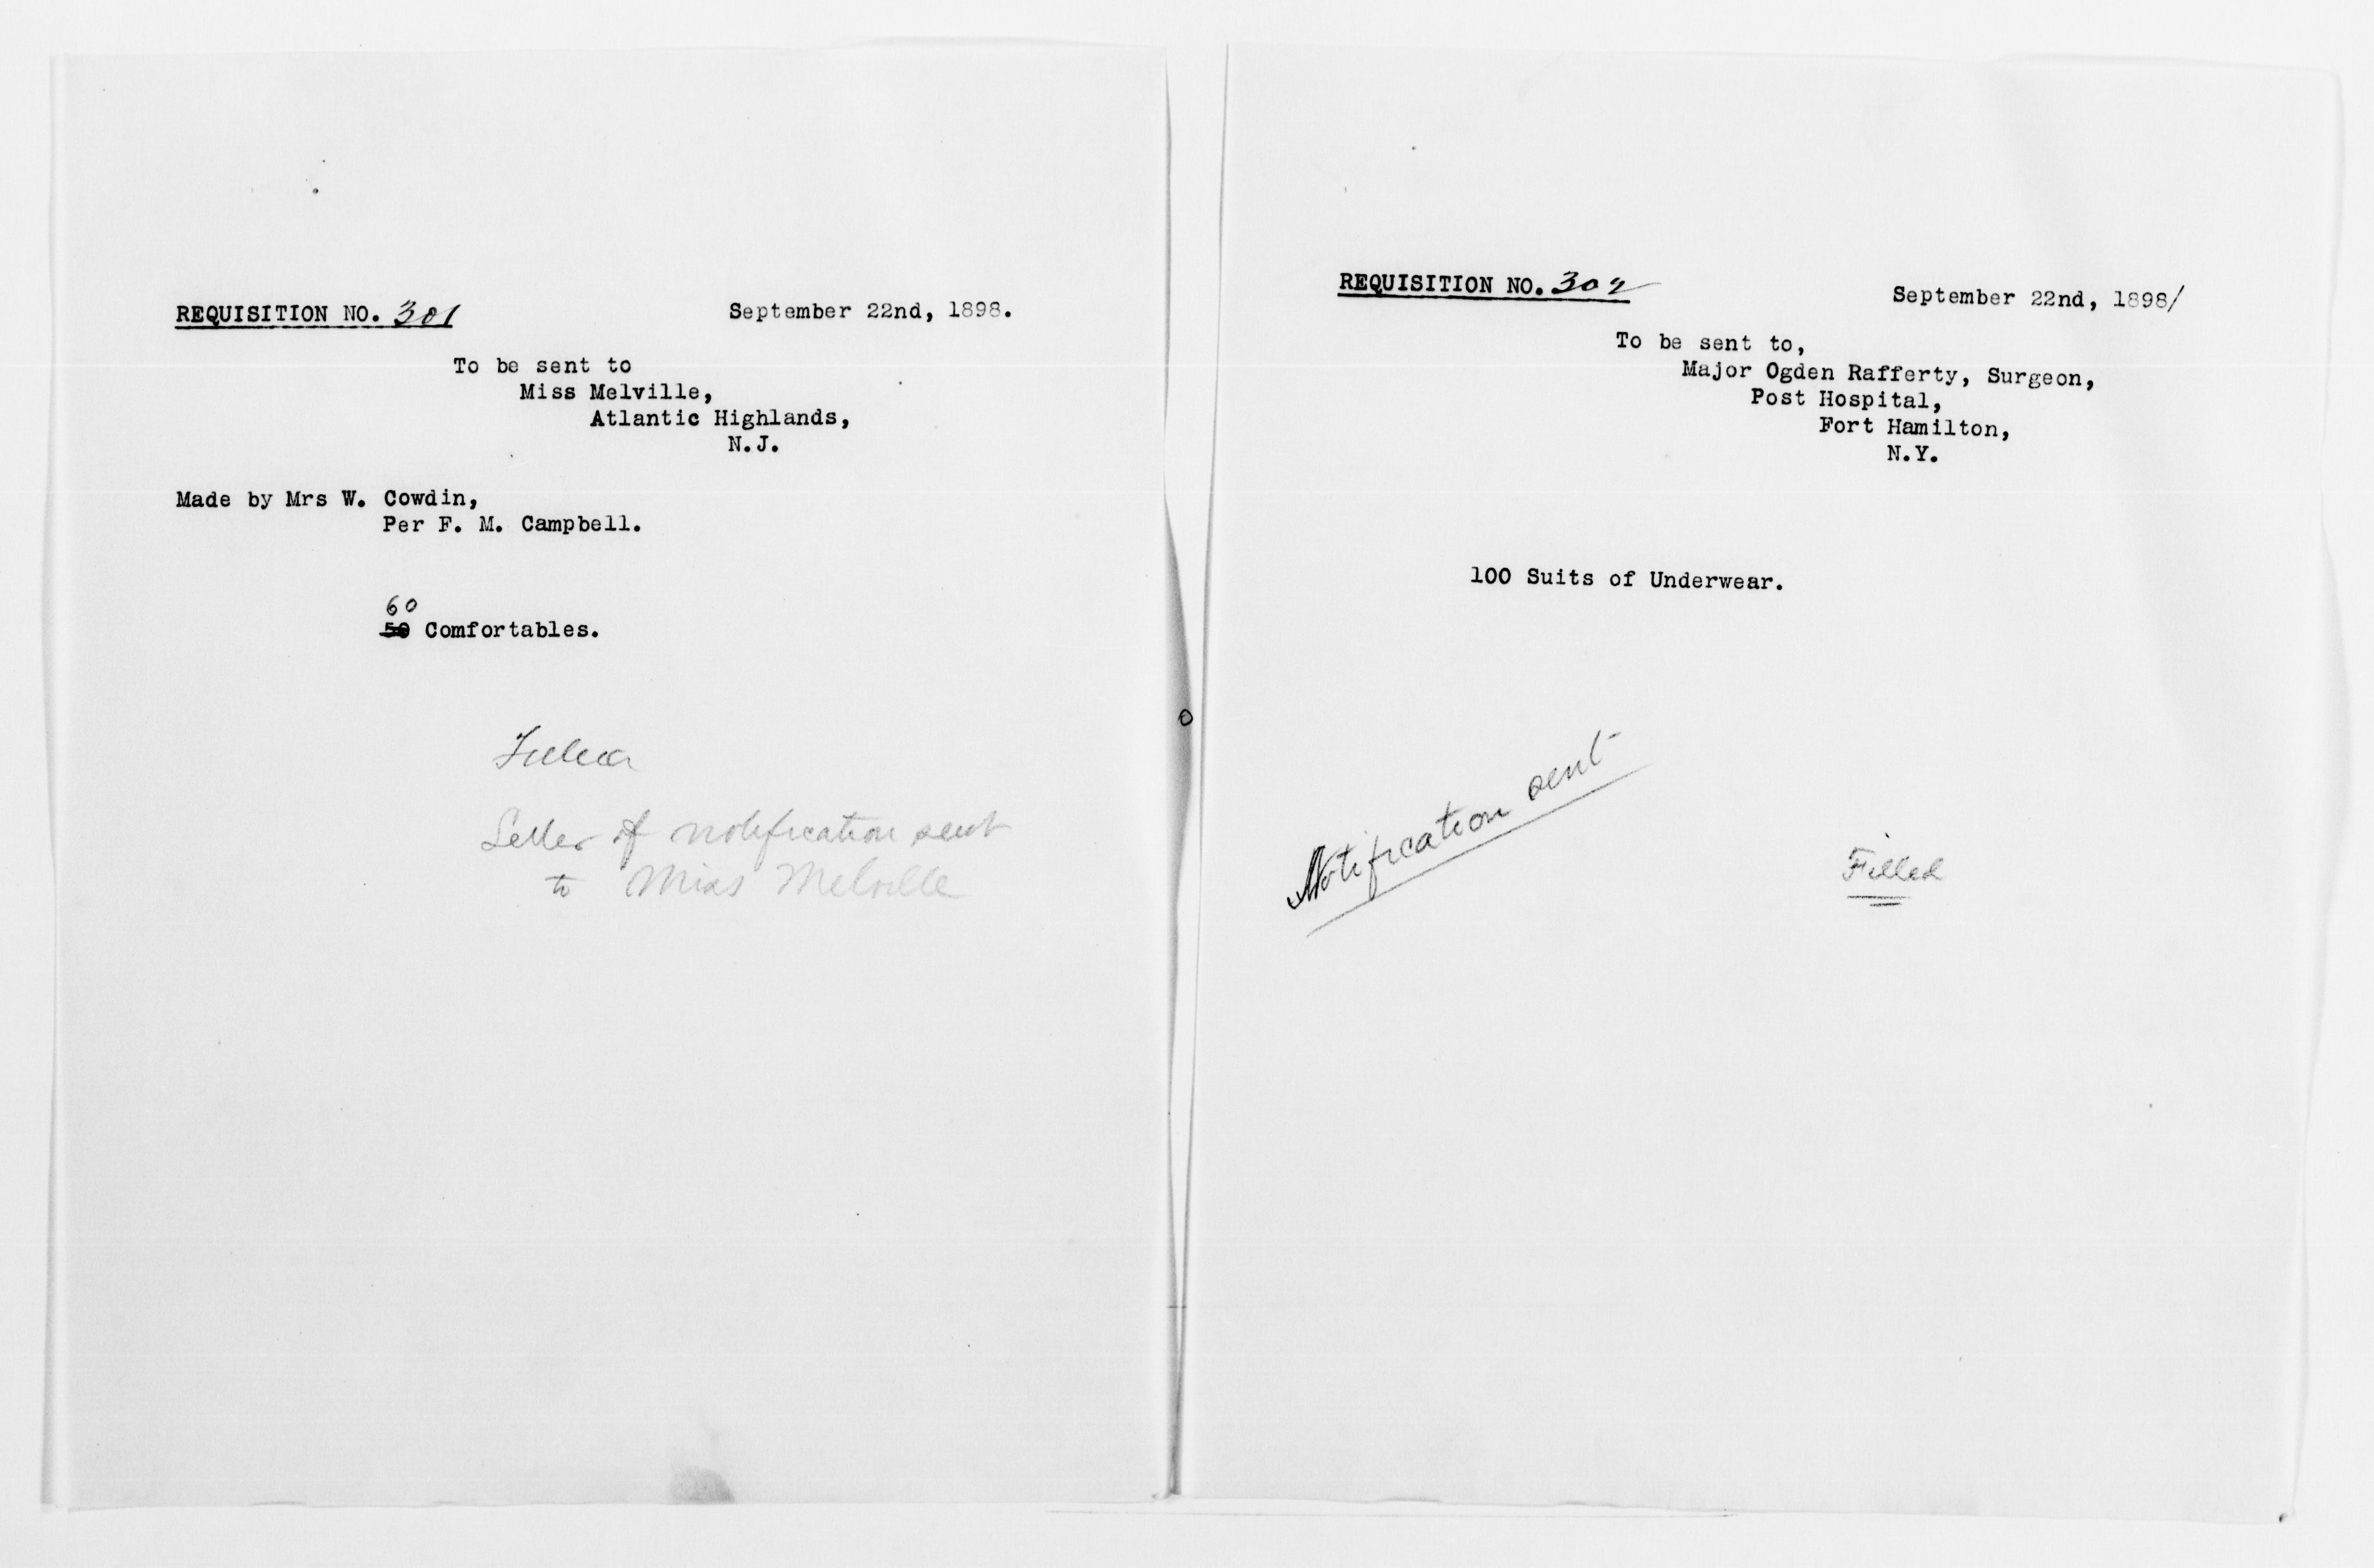 REQUISITION NO. 301
September 22nd, 1898.
To be sent to
Miss Melville,
Atlantic Highlands,
N.J.
Made by Mrs W. Cowdin,
Per F. M. Campbell.
60
50 Comfortables.
Filled
Letter of notification sent
to Miss Melville
REQUISITION NO. 302
September 22nd, 1898/
To be sent to,
Major Ogden Rafferty, Surgeon,
Post Hospital,
Fort Hamilton,
N.Y.
100 Suits of Underwear.
Notification sent
Filled